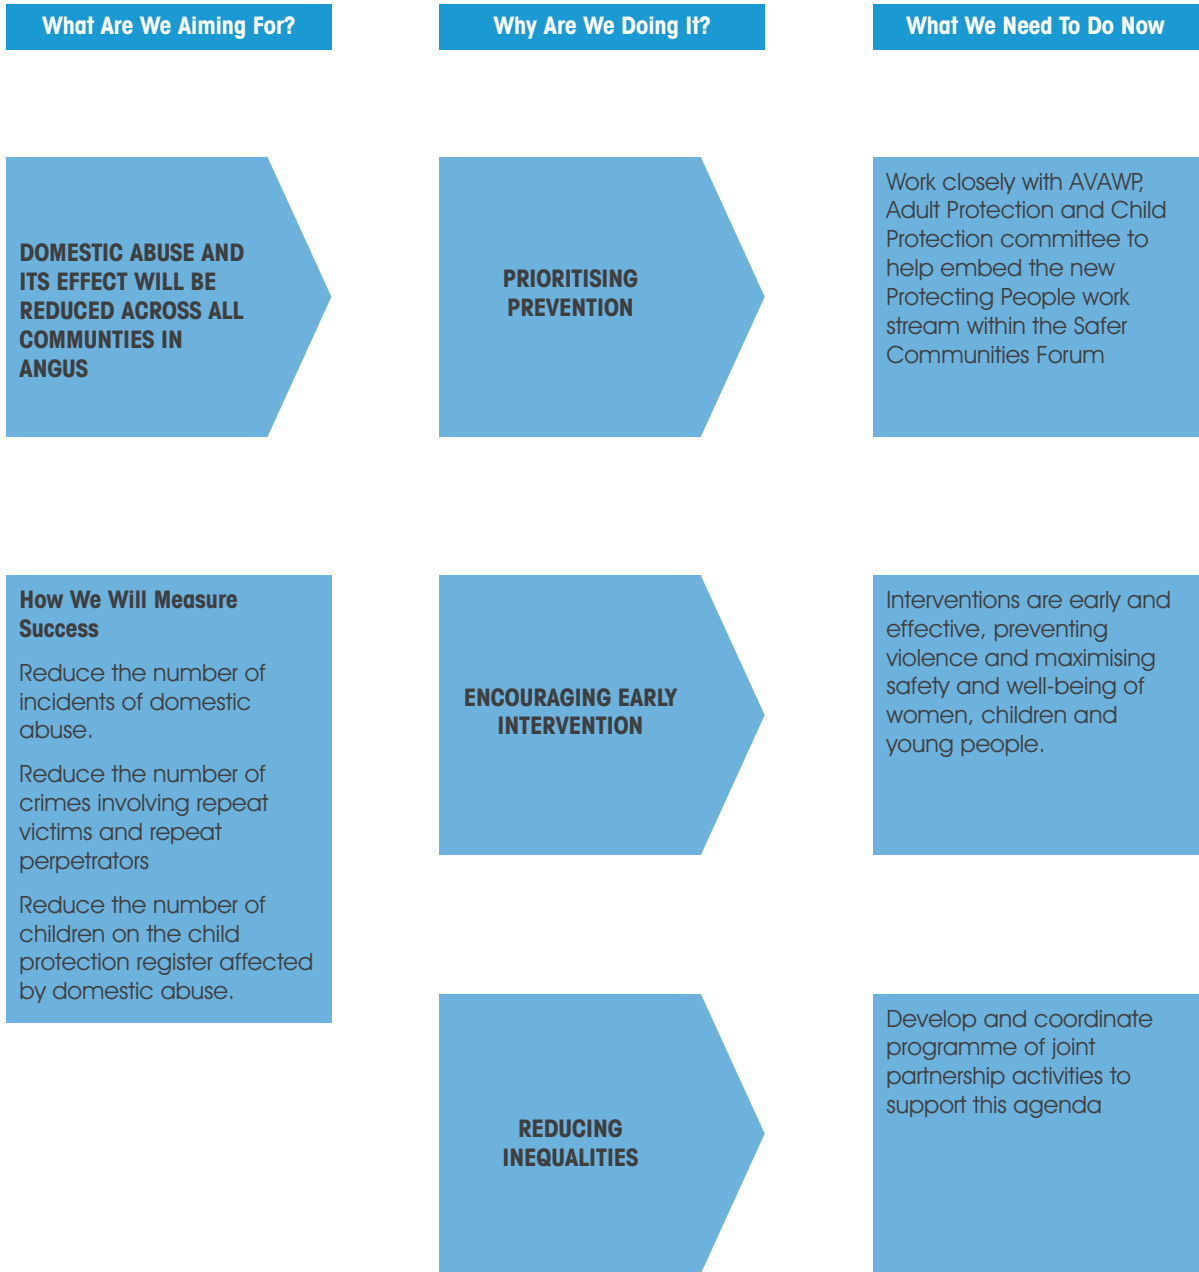 What Are We Aiming For?
Why Are We Doing It?
What We Need To Do Now
DOMESTIC ABUSE AND
ITS EFFECT WILL BE
REDUCED ACROSS ALL
COMMUNTIES IN
ANGUS
PRIORITISING
PREVENTION
Work closely with AVAWP,
Adult Protection and Child
Protection committee to
help embed the new
Protecting People work
stream within the Safer
Communities Forum
How We Will Measure
Success
Reduce the number of
incidents of domestic
abuse.
Reduce the number of
crimes involving repeat
victims and repeat
perpetrators
Reduce the number of
children on the child
protection register affected
by domestic abuse.
ENCOURAGING EARLY
INTERVENTION
Interventions are early and
effective, preventing
violence and maximising
safety and well-being of
women, children and
young people.
REDUCING
INEQUALITIES
Develop and coordinate
programme of joint
partnership activities to
support this agenda